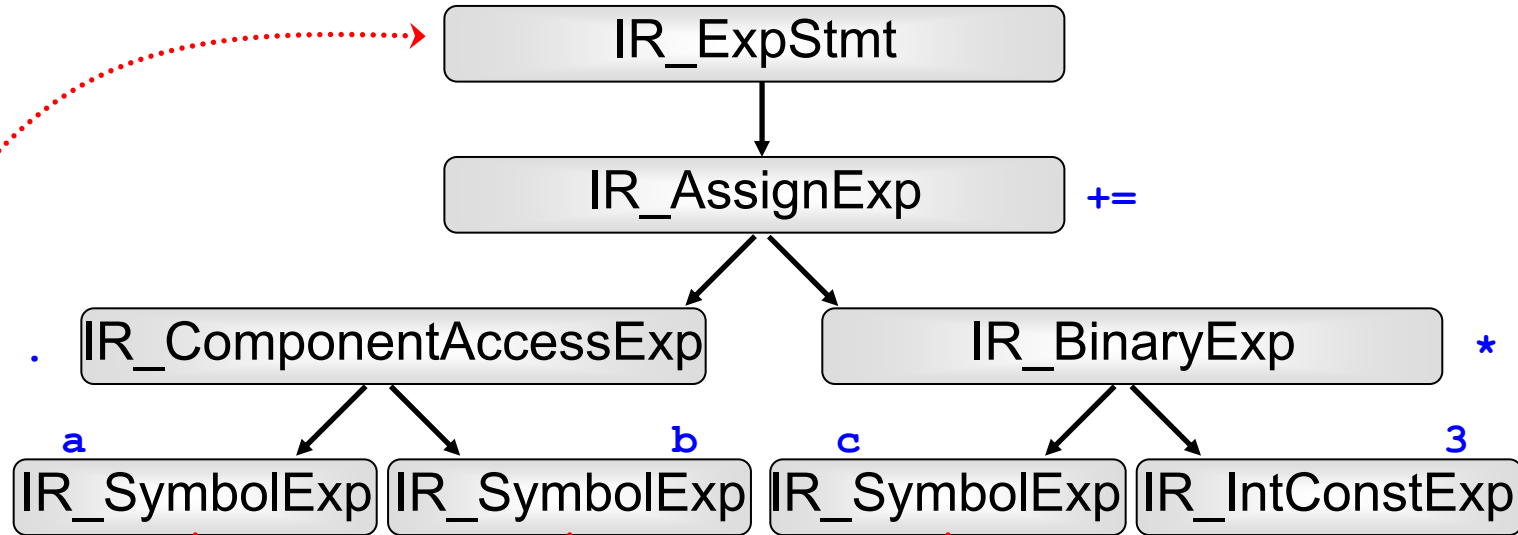 IR_ExpStmt
IR_AssignExp +=
. IR_ComponentAccessExp IR_BinaryExp *
a b c 3
IR_SymbolExp IR_SymbolExp IR_SymbolExp IR_IntConstExp